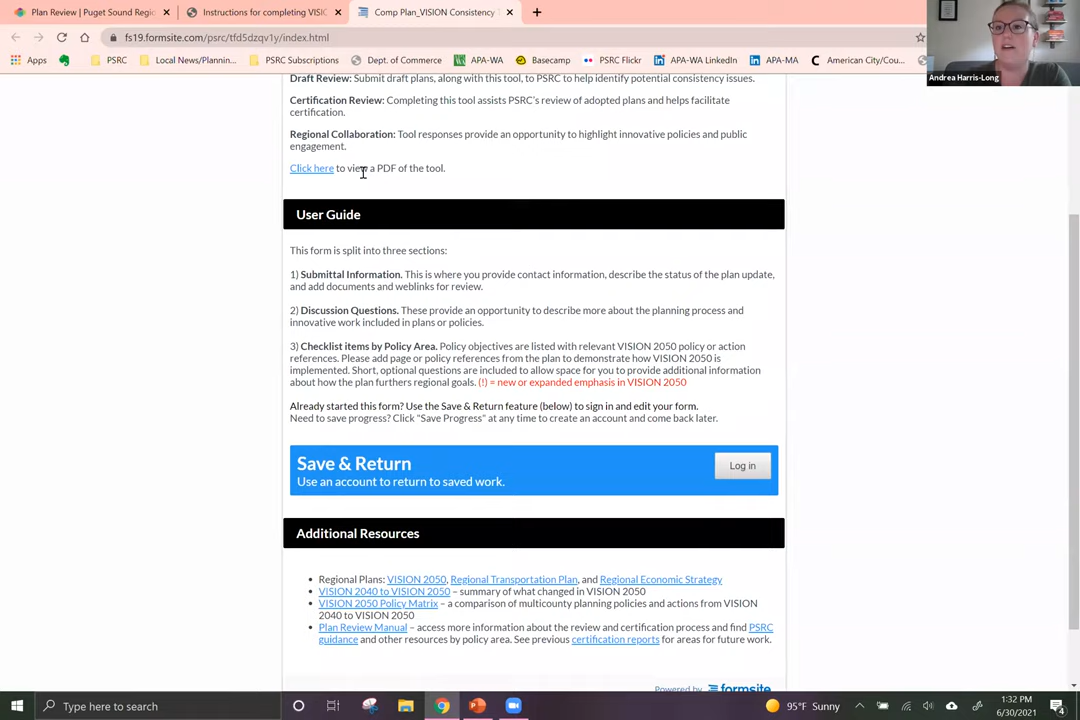 Plan Review | Puget Sound Regio
Instructions for completing VISIO
Comp Plan_VISION Consistency T
fs19.formsite.com/psrc/tfd5dzqv1y/index.html
Apps
PSRC
Local News/Plannin...
PSRC Subscriptions
Dept. of Commerce
APA-WA
Basecamp
PSRC Flickr
APA-WA LinkedIn
APA-MA
American City/Cou...
Andrea Harris-Long
Draft Review: Submit draft plans, along with this tool, to PSRC to help identify potential consistency issues.
Certification Review: Completing this tool assists PSRC's review of adopted plans and helps facilitate
certification.
Regional Collaboration: Tool responses provide an opportunity to highlight innovative policies and public
engagement.
Click here to view a PDF of the tool.
User Guide
This form is split into three sections:
1) Submittal Information. This is where you provide contact information, describe the status of the plan update,
and add documents and weblinks for review.
2) Discussion Questions. These provide an opportunity to describe more about the planning process and
innovative work included in plans or policies.
3) Checklist items by Policy Area. Policy objectives are listed with relevant VISION 2050 policy or action
references. Please add page or policy references from the plan to demonstrate how VISION 2050 is
implemented. Short, optional questions are included to allow space for you to provide additional information
about how the plan furthers regional goals. (!) = new or expanded emphasis in VISION 2050
Already started this form? Use the Save & Return feature (below) to sign in and edit your form.
Need to save progress? Click "Save Progress" at any time to create an account and come back later.
Save & Return
Log in
Use an account to return to saved work.
Additional Resources
• Regional Plans: VISION 2050, Regional Transportation Plan, and Regional Economic Strategy
• VISION 2040 to VISION 2050 – summary of what changed in VISION 2050
• VISION 2050 Policy Matrix – a comparison of multicounty planning policies and actions from VISION
2040 to VISION 2050
• Plan Review Manual – access more information about the review and certification process and find PSRC
guidance and other resources by policy area. See previous certification reports for areas for future work.
Powered by formsite
Type here to search
95°F Sunny
1:32 PM
6/30/2021
4